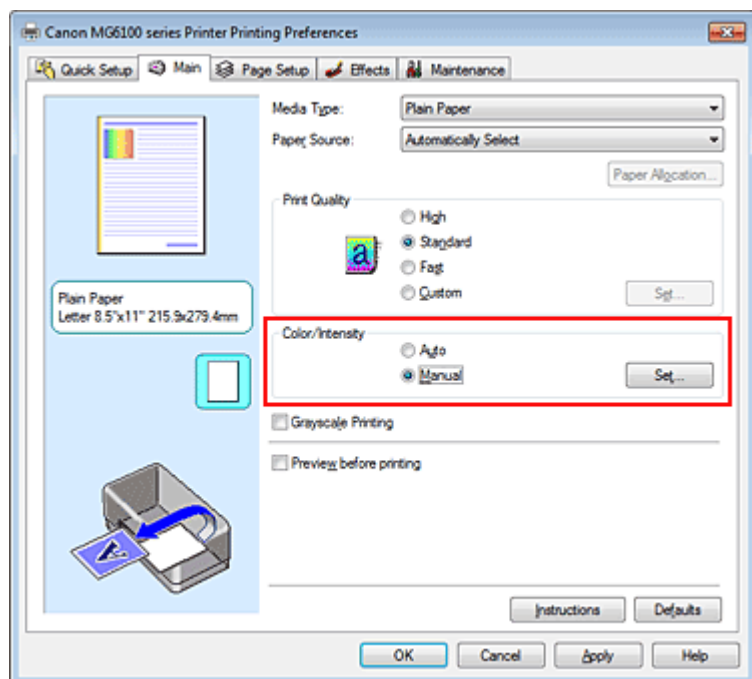 Canon MG6100 series Printer Printing Preferences
Quick Setup Main Page Setup Effects Maintenance
Media Type: Plain Paper
Paper Source: Automatically Select
Paper Allocation...
Print Quality
High
a Standard
Fast
Custom Set...
Plain Paper
Letter 8.5"x11" 215.9x279.4mm
Color/Intensity
Auto
Manual Set...
Grayscale Printing
Preview before printing
A
Instructions Defaults
OK Cancel Apply Help